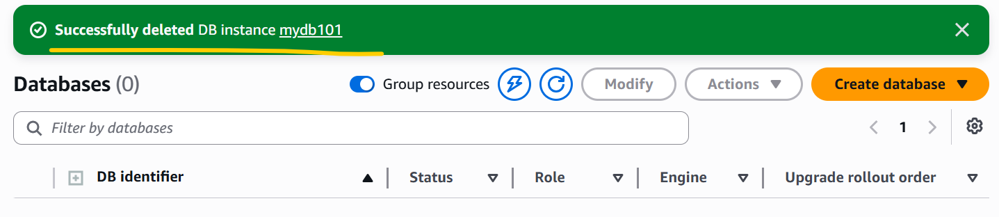 Successfully deleted DB instance mydb101
Databases (0)
Group resources
Modify
Actions
Create database
Filter by databases
1
DB identifier
Status
Role
Engine
Upgrade rollout order